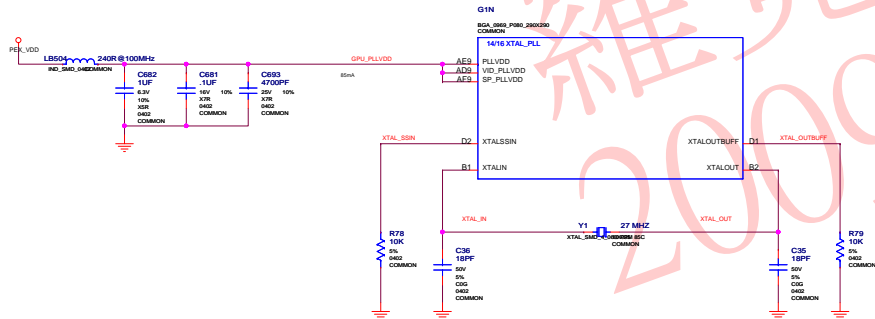 G1N
BGA_0969_P080_290X290
COMMON
14/16 XTAL_PLL
PEX_VDD
LB504 240R@100MHz
COMMON
GPU_PLLVDD
85mA
AE9 PLLVDD
AD9 VID_PLLVDD
AF9 SP_PLLVDD
C682
1UF
6.3V
10%
X5R
0402
COMMON
C681
.1UF
16V 10%
X7R
0402
COMMON
C693
4700PF
25V 10%
X7R
0402
COMMON
XTAL_SSIN D2 XTALSSIN
XTALOUTBUFF D1 XTAL_OUTBUFF
B1 XTALIN
XTALOUT B2
XTAL_IN
Y1 27 MHZ
XTAL_OUT
COMMON
R78
10K
5%
0402
COMMON
C36
18PF
50V
5%
C0G
0402
COMMON
C35
18PF
50V
5%
C0G
0402
COMMON
R79
10K
5%
0402
COMMON
維
200